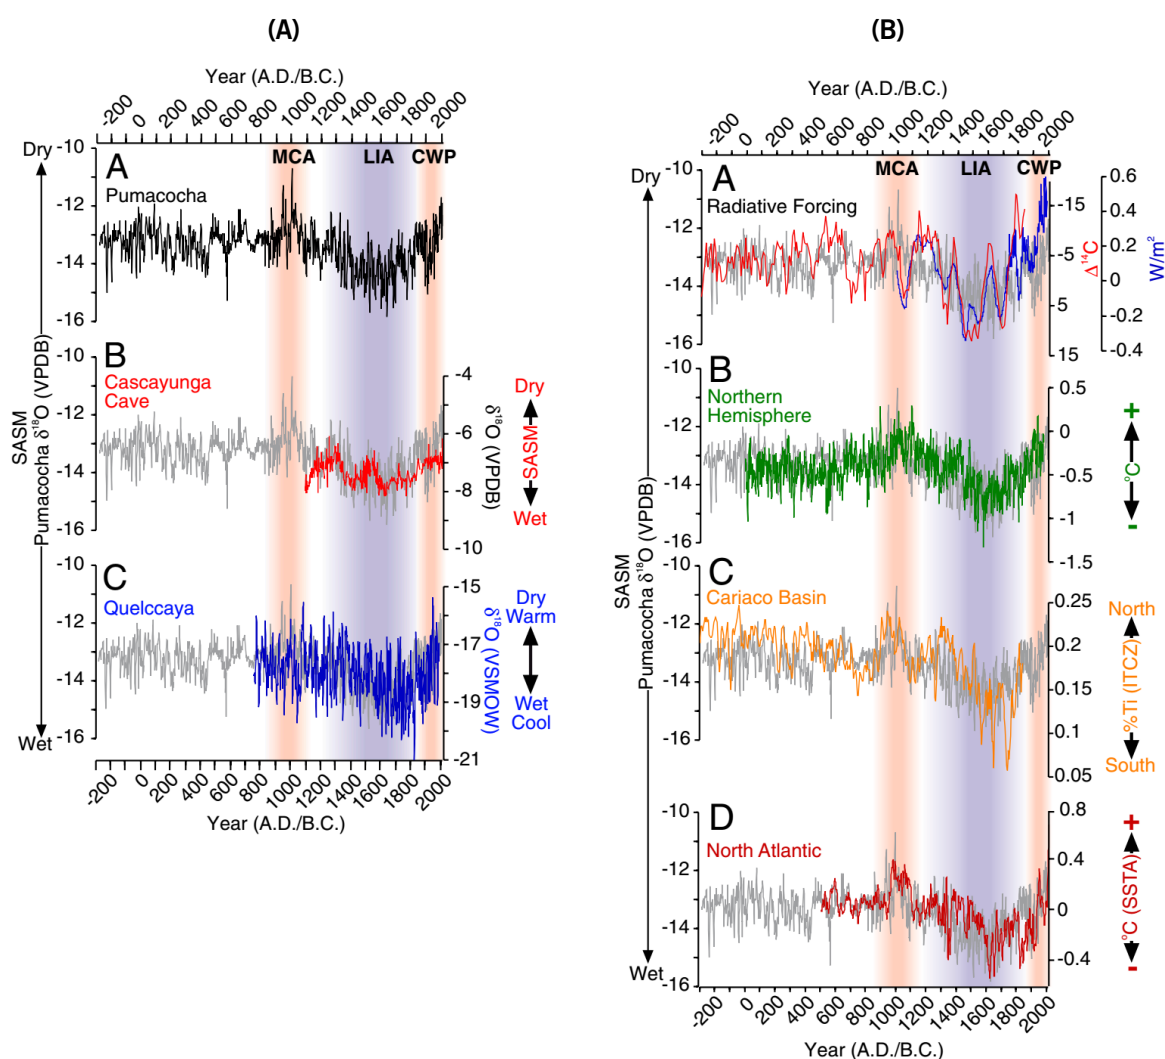 (A)
Year (A.D./B.C.)
-200 0 200 400 600 800 1000 1200 1400 1600 1800 2000
Dry
-10
-12
-14
-16
MCA LIA CWP
A
Pumacocha
SASM
Pumacocha δ18O (VPDB)
-10
-12
-14
-16
B
Cascayunga
Cave
-4
-6
-8
-10
δ18O (VPDB)
Dry
SASM
Wet
-10
-12
-14
-16
C
Quelccaya
-15
-17
-19
-21
δ18O (VSMOW)
Dry
Warm
Wet
Cool
Wet
-200 0 200 400 600 800 1000 1200 1400 1600 1800 2000
Year (A.D./B.C.)
(B)
Year (A.D./B.C.)
-200 0 200 400 600 800 1000 1200 1400 1600 1800 2000
Dry
-10
-12
-14
-16
MCA LIA CWP
A
Radiative Forcing
-15
-5
5
15
Δ14C
0.6
0.4
0.2
0
-0.2
-0.4
W/m2
SASM
Pumacocha δ18O (VPDB)
-10
-12
-14
-16
B
Northern
Hemisphere
0.5
0
-0.5
-1
-1.5
+
°C
-
-10
-12
-14
-16
C
Cariaco Basin
0.25
0.2
0.15
0.1
0.05
North
%Ti (ITCZ)
South
-10
-12
-14
-16
D
North Atlantic
0.8
0.4
0
-0.4
+
°C (SSTA)
-
Wet
-200 0 200 400 600 800 1000 1200 1400 1600 1800 2000
Year (A.D./B.C.)